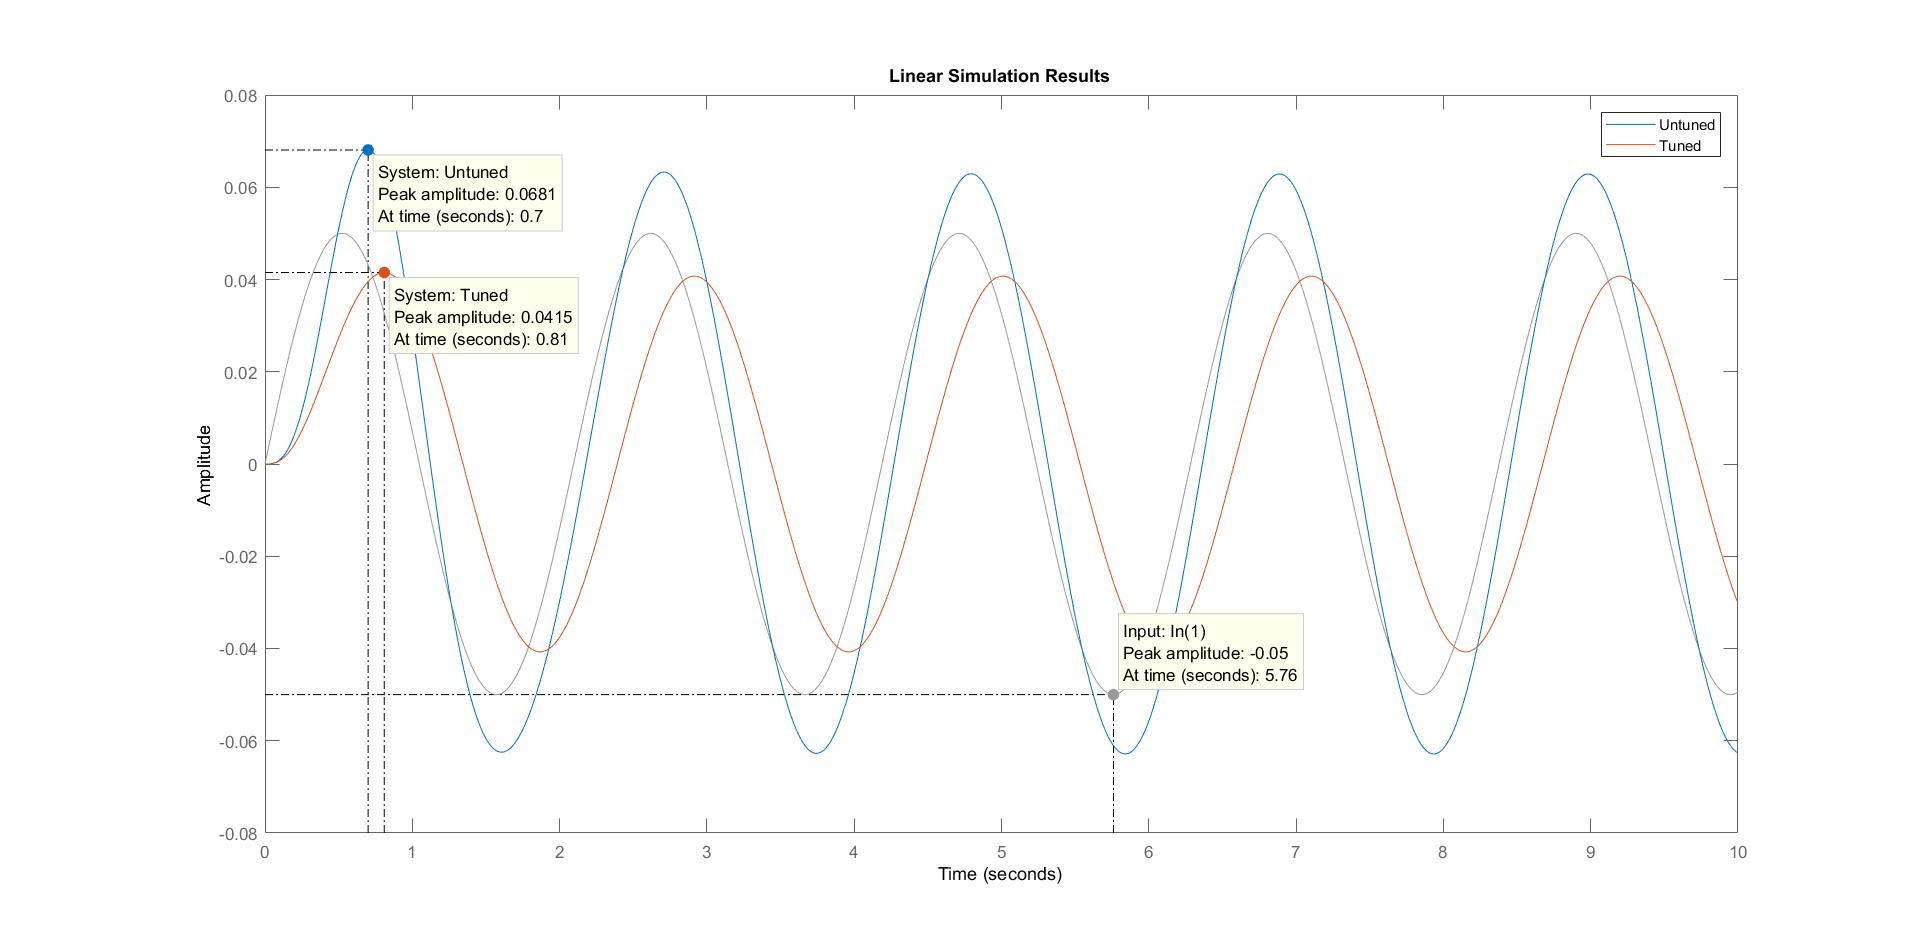 Linear Simulation Results
0.08
0.06
0.04
0.02
0
-0.02
-0.04
-0.06
-0.08
Amplitude
Untuned
Tuned
System: Untuned
Peak amplitude: 0.0681
At time (seconds): 0.7
System: Tuned
Peak amplitude: 0.0415
At time (seconds): 0.81
Input: In(1)
Peak amplitude: -0.05
At time (seconds): 5.76
0 1 2 3 4 5 6 7 8 9 10
Time (seconds)